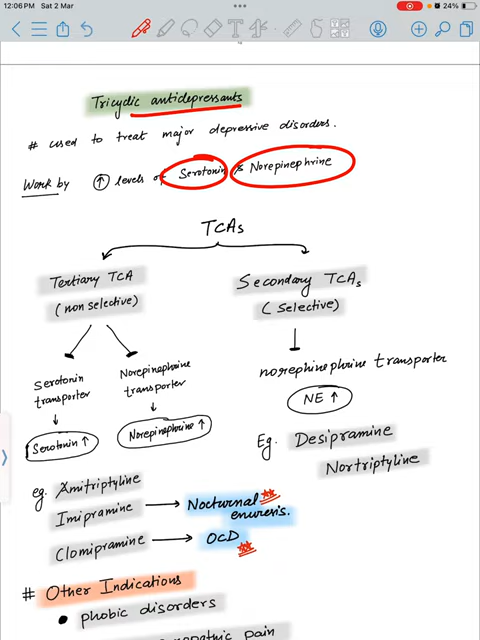 12:06 PM Sat 2 Mar
24%
Tricyclic antidepressants
# used to treat major depressive disorders.
Work by ↑ levels of Serotonin & Norepinephrine
TCAs
Tertiary TCA
(non selective)
Secondary TCAs
(selective)
Serotonin transporter
Norepinephrine transporter
norephinephrine transporter
Serotonin ↑
Norepinephrine ↑
NE ↑
Eg. Desipramine
Nortriptyline
eg. Amitriptyline
Imipramine → Nocturnal enuresis.
Clomipramine → OCD
# Other Indications
• phobic disorders
pain